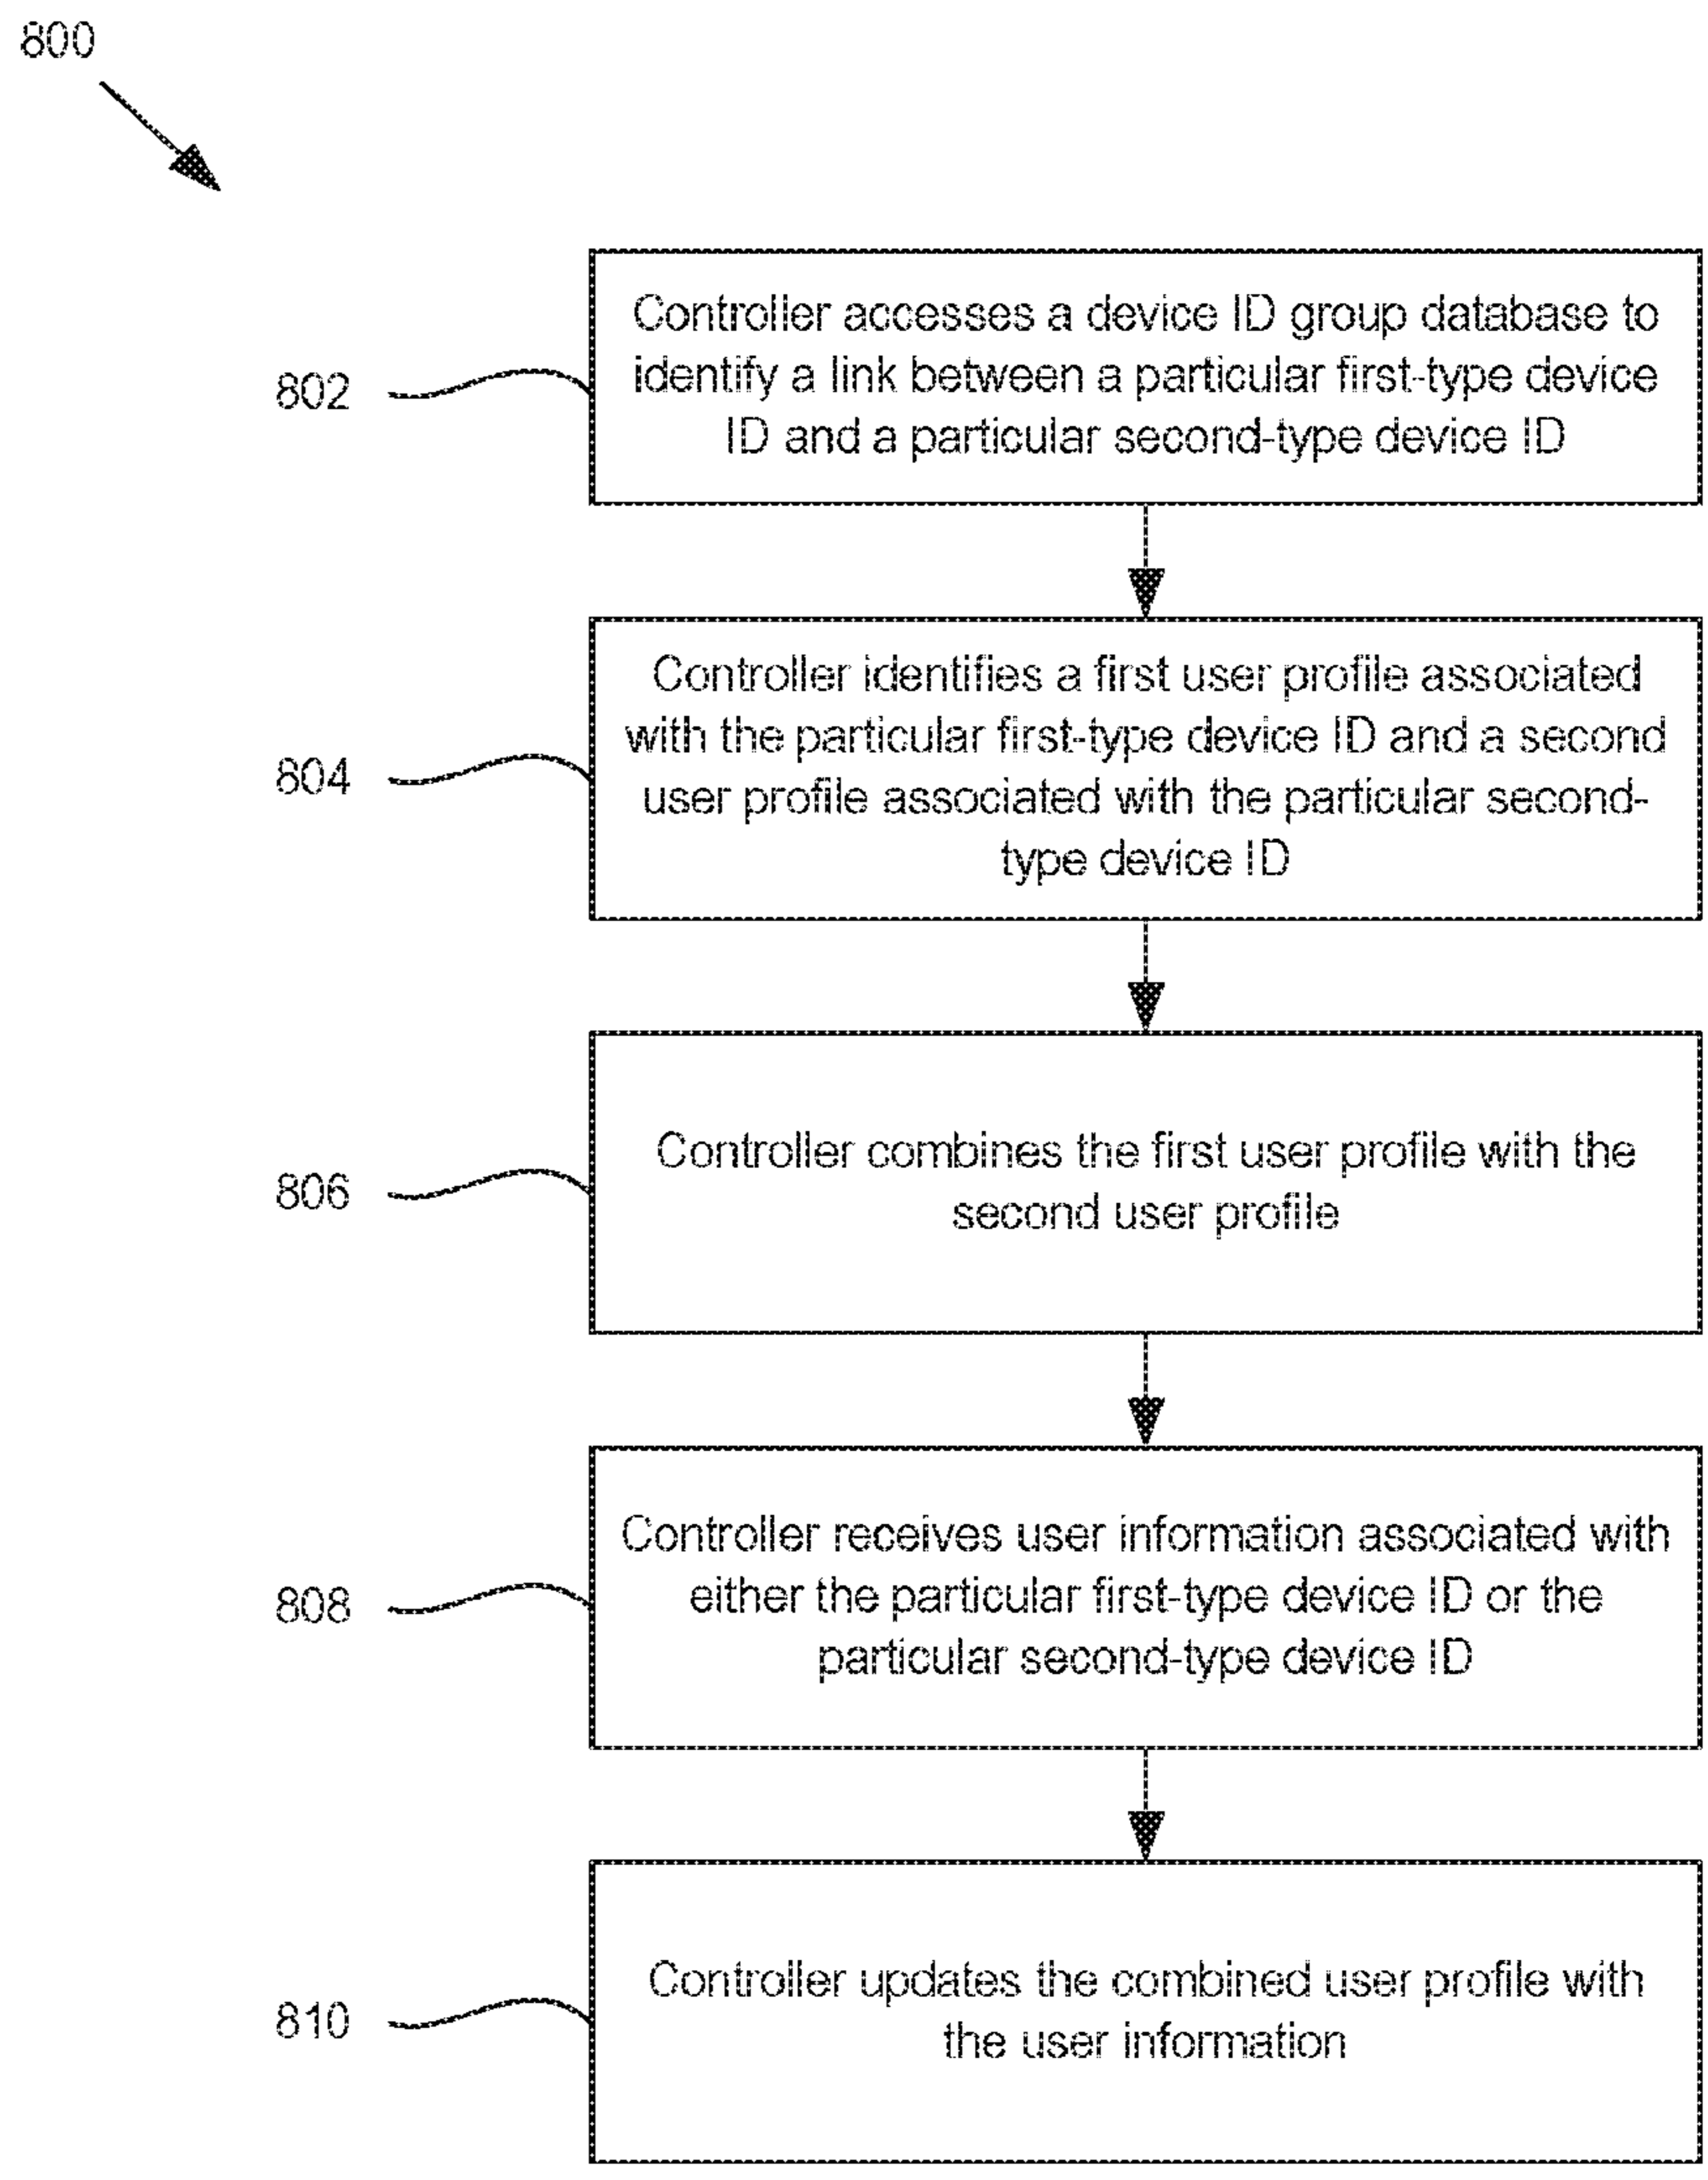 800
802
Controller accesses a device ID group database to
identify a link between a particular first-type device
ID and a particular second-type device ID
804
Controller identifies a first user profile associated
with the particular first-type device ID and a second
user profile associated with the particular second-
type device ID
806
Controller combines the first user profile with the
second user profile
808
Controller receives user information associated with
either the particular first-type device ID or the
particular second-type device ID
810
Controller updates the combined user profile with
the user information